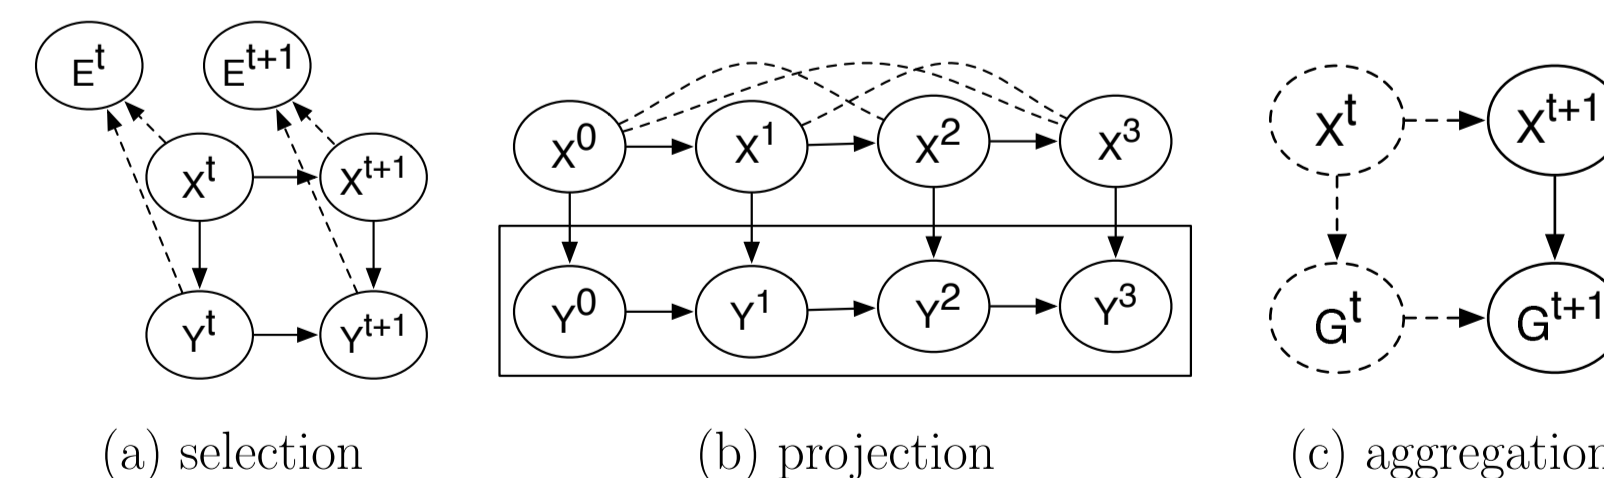 E^t E^{t+1}
X^t X^{t+1}
Y^t Y^{t+1}
(a) selection
X^0 X^1 X^2 X^3
Y^0 Y^1 Y^2 Y^3
(b) projection
X^t X^{t+1}
G^t G^{t+1}
(c) aggregation